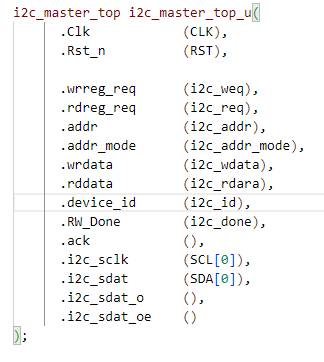 i2c_master_top i2c_master_top_u(
.Clk (CLK),
.Rst_n (RST),
.wrreg_req (i2c_weq),
.rdreg_req (i2c_req),
.addr (i2c_addr),
.addr_mode (i2c_addr_mode),
.wrdata (i2c_wdata),
.rddata (i2c_rdara),
.device_id (i2c_id),
.RW_Done (i2c_done),
.ack (),
.i2c_sclk (SCL[0]),
.i2c_sdat (SDA[0]),
.i2c_sdat_o (),
.i2c_sdat_oe ()
);